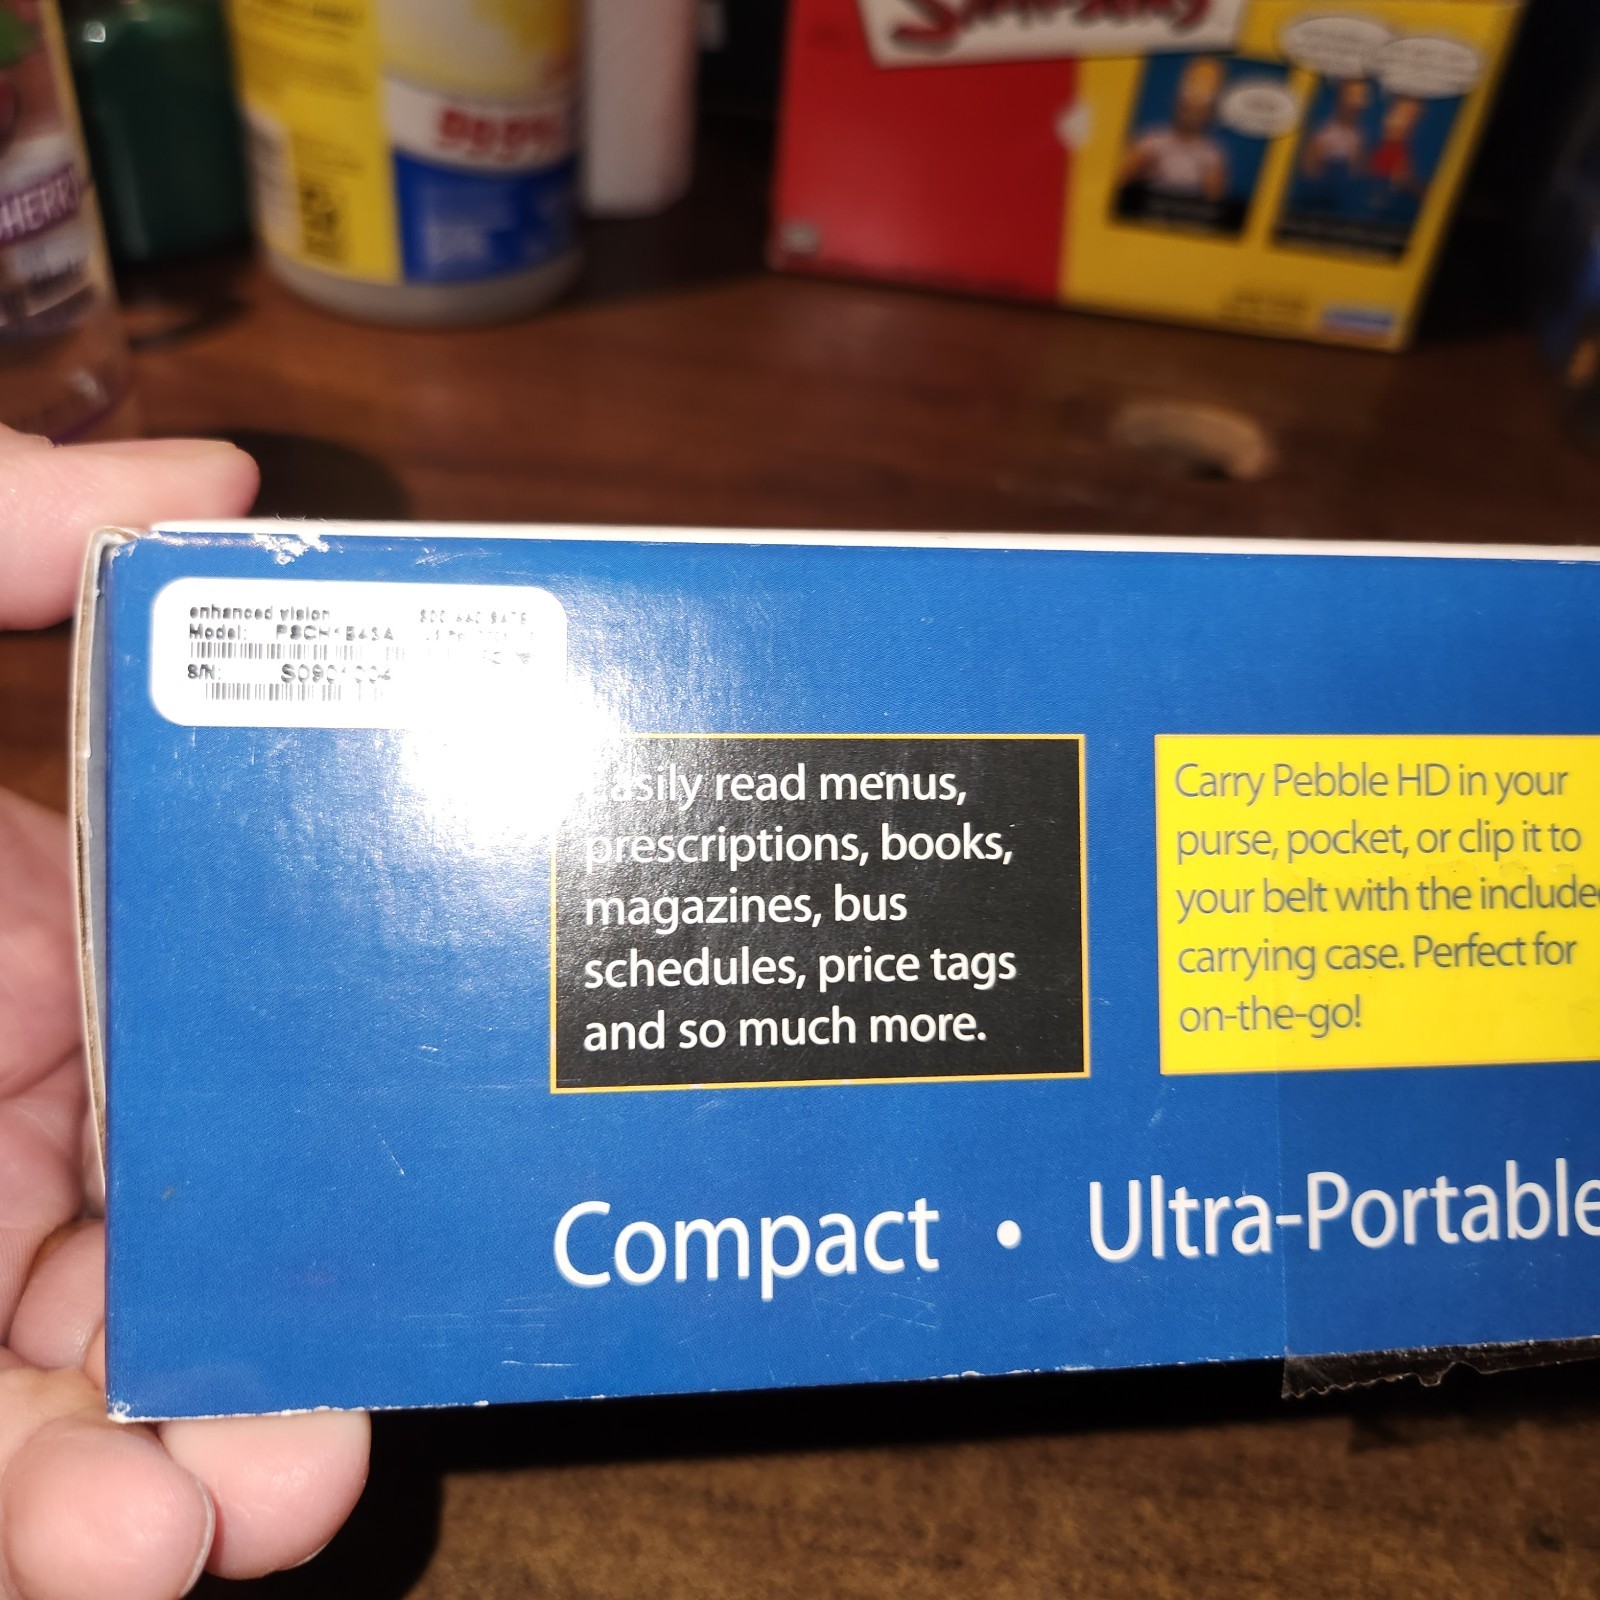 Simpsons
enhanced vision
Model:
S/N:
Easily read menus,
prescriptions, books,
magazines, bus
schedules, price tags
and so much more.
Carry Pebble HD in your
purse, pocket, or clip it to
your belt with the include
carrying case. Perfect for
on-the-go!
Compact • Ultra-Portable